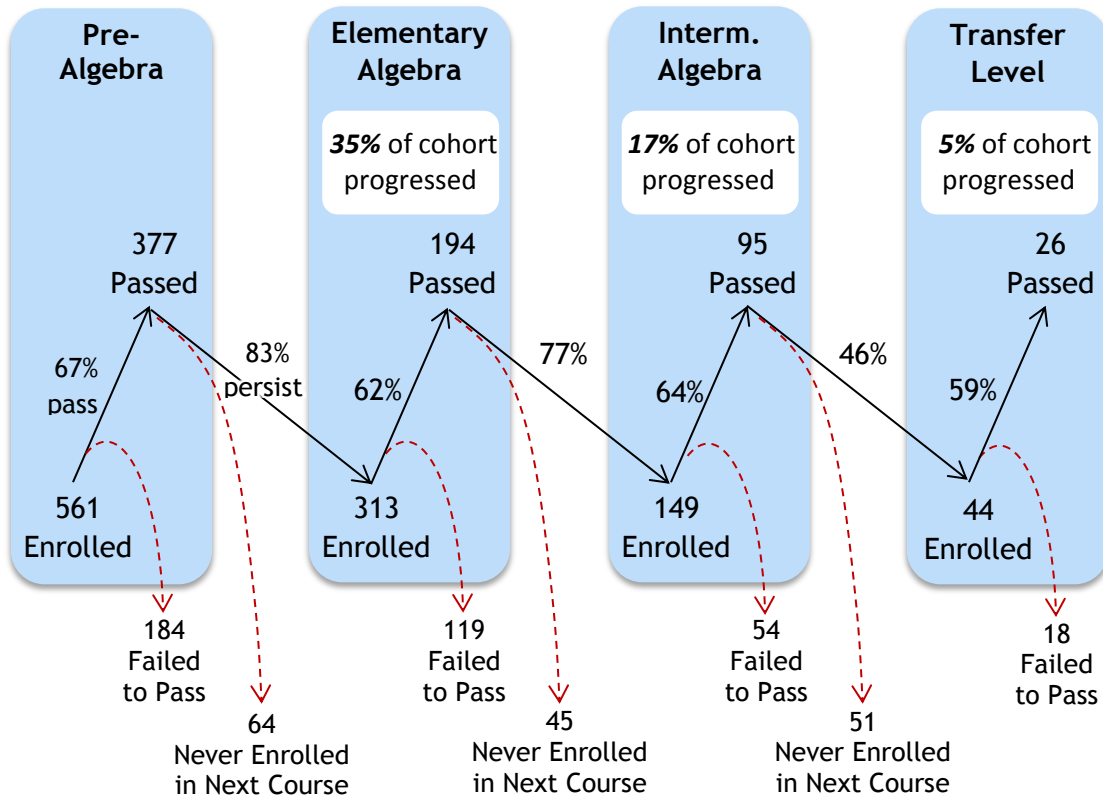 Pre-
Algebra
377
Passed
67%
pass
561
Enrolled
184
Failed
to Pass
83%
persist
64
Never Enrolled
in Next Course
Elementary
Algebra
35% of cohort
progressed
194
Passed
62%
313
Enrolled
119
Failed
to Pass
77%
45
Never Enrolled
in Next Course
Interm.
Algebra
17% of cohort
progressed
95
Passed
64%
149
Enrolled
54
Failed
to Pass
46%
51
Never Enrolled
in Next Course
Transfer
Level
5% of cohort
progressed
26
Passed
59%
44
Enrolled
18
Failed
to Pass